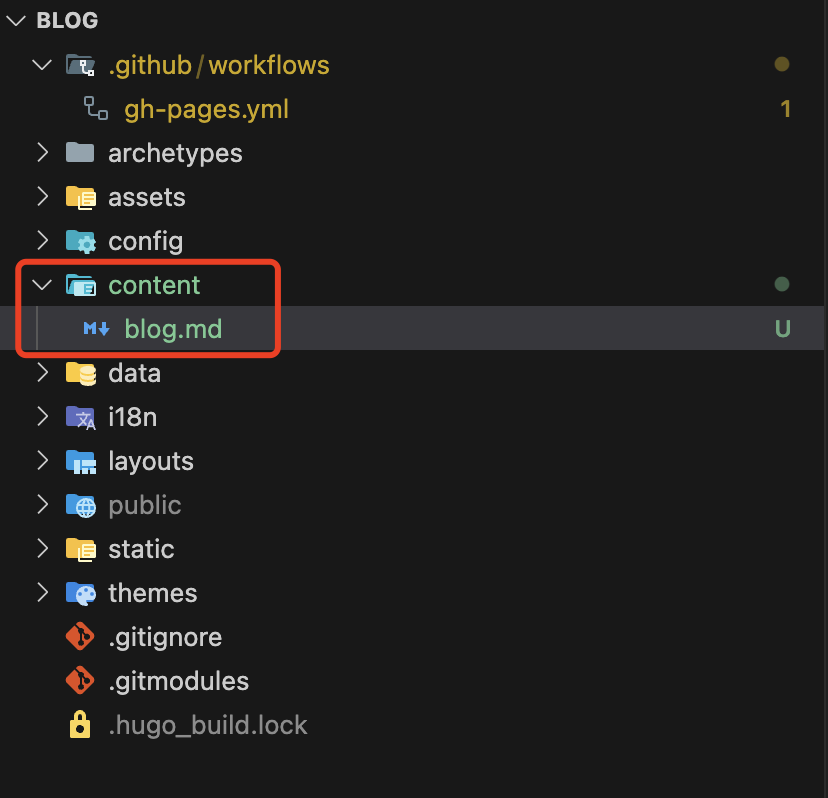 BLOG
.github/workflows
gh-pages.yml 1
archetypes
assets
config
content
blog.md U
data
i18n
layouts
public
static
themes
.gitignore
.gitmodules
.hugo_build.lock